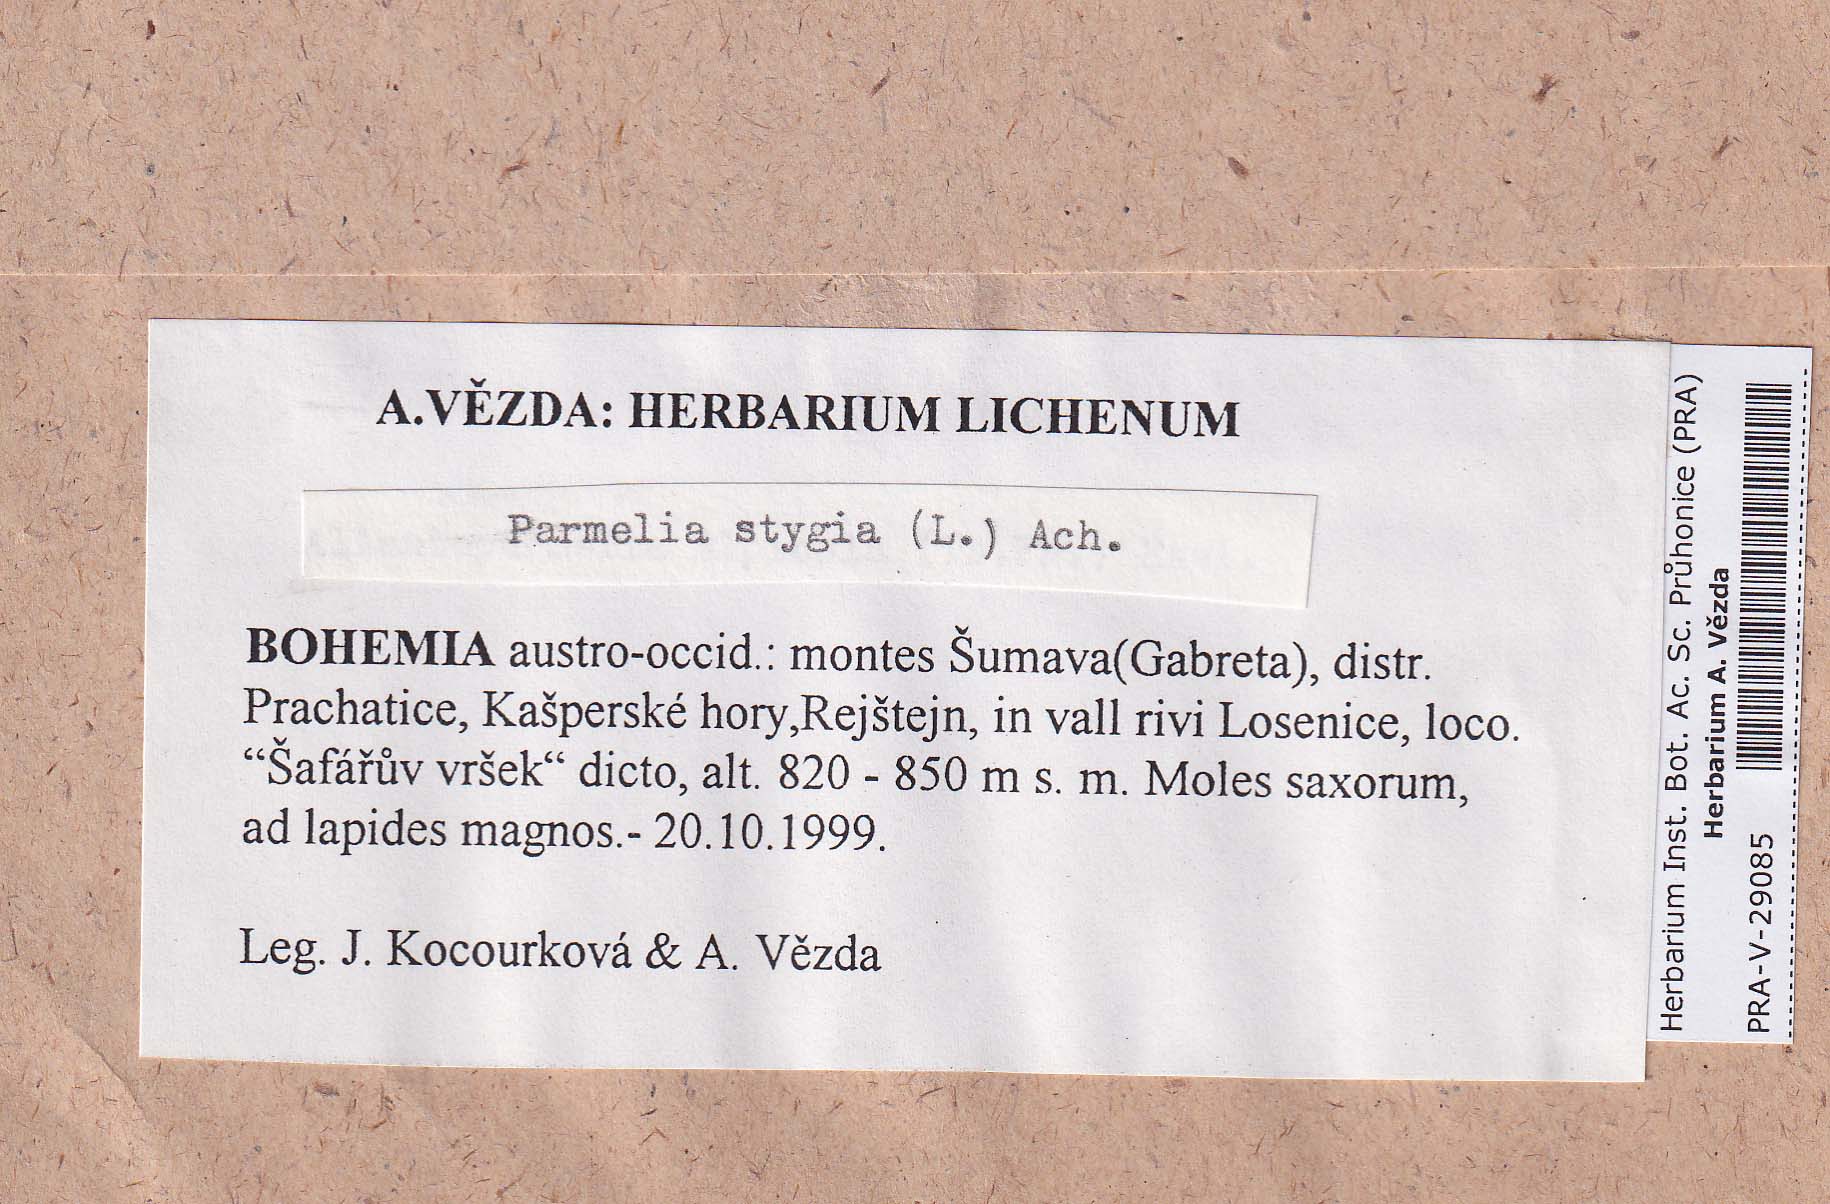 A.VĚZDA: HERBARIUM LICHENUM
Parmelia stygia (L.) Ach.
BOHEMIA austro-occid.: montes Šumava(Gabreta), distr.
Prachatice, Kašperské hory,Rejštejn, in vall rivi Losenice, loco.
“Šafářův vršek“ dicto, alt. 820 - 850 m s. m. Moles saxorum,
ad lapides magnos.- 20.10.1999.
Leg. J. Kocourková & A. Vězda
Herbarium Inst. Bot. Ac. Sc. Průhonice (PRA)
Herbarium A. Vězda
PRA-V-29085